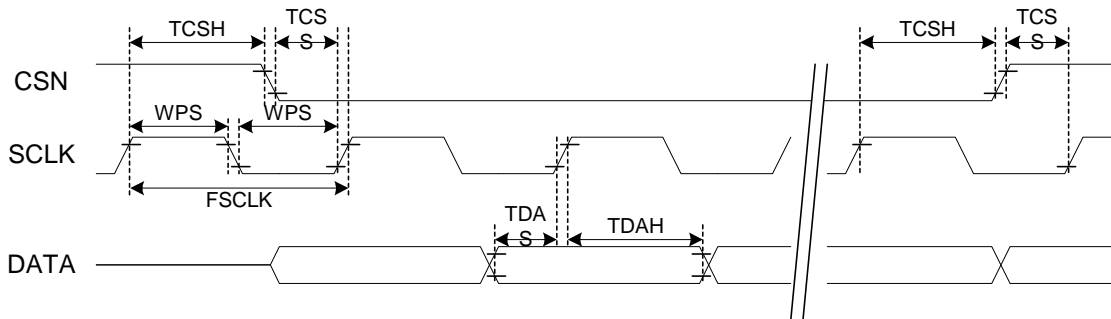 TCSH
TCS
S
TCSH
TCS
S
CSN
WPS
WPS
SCLK
FSCLK
TDA
S
TDAH
DATA